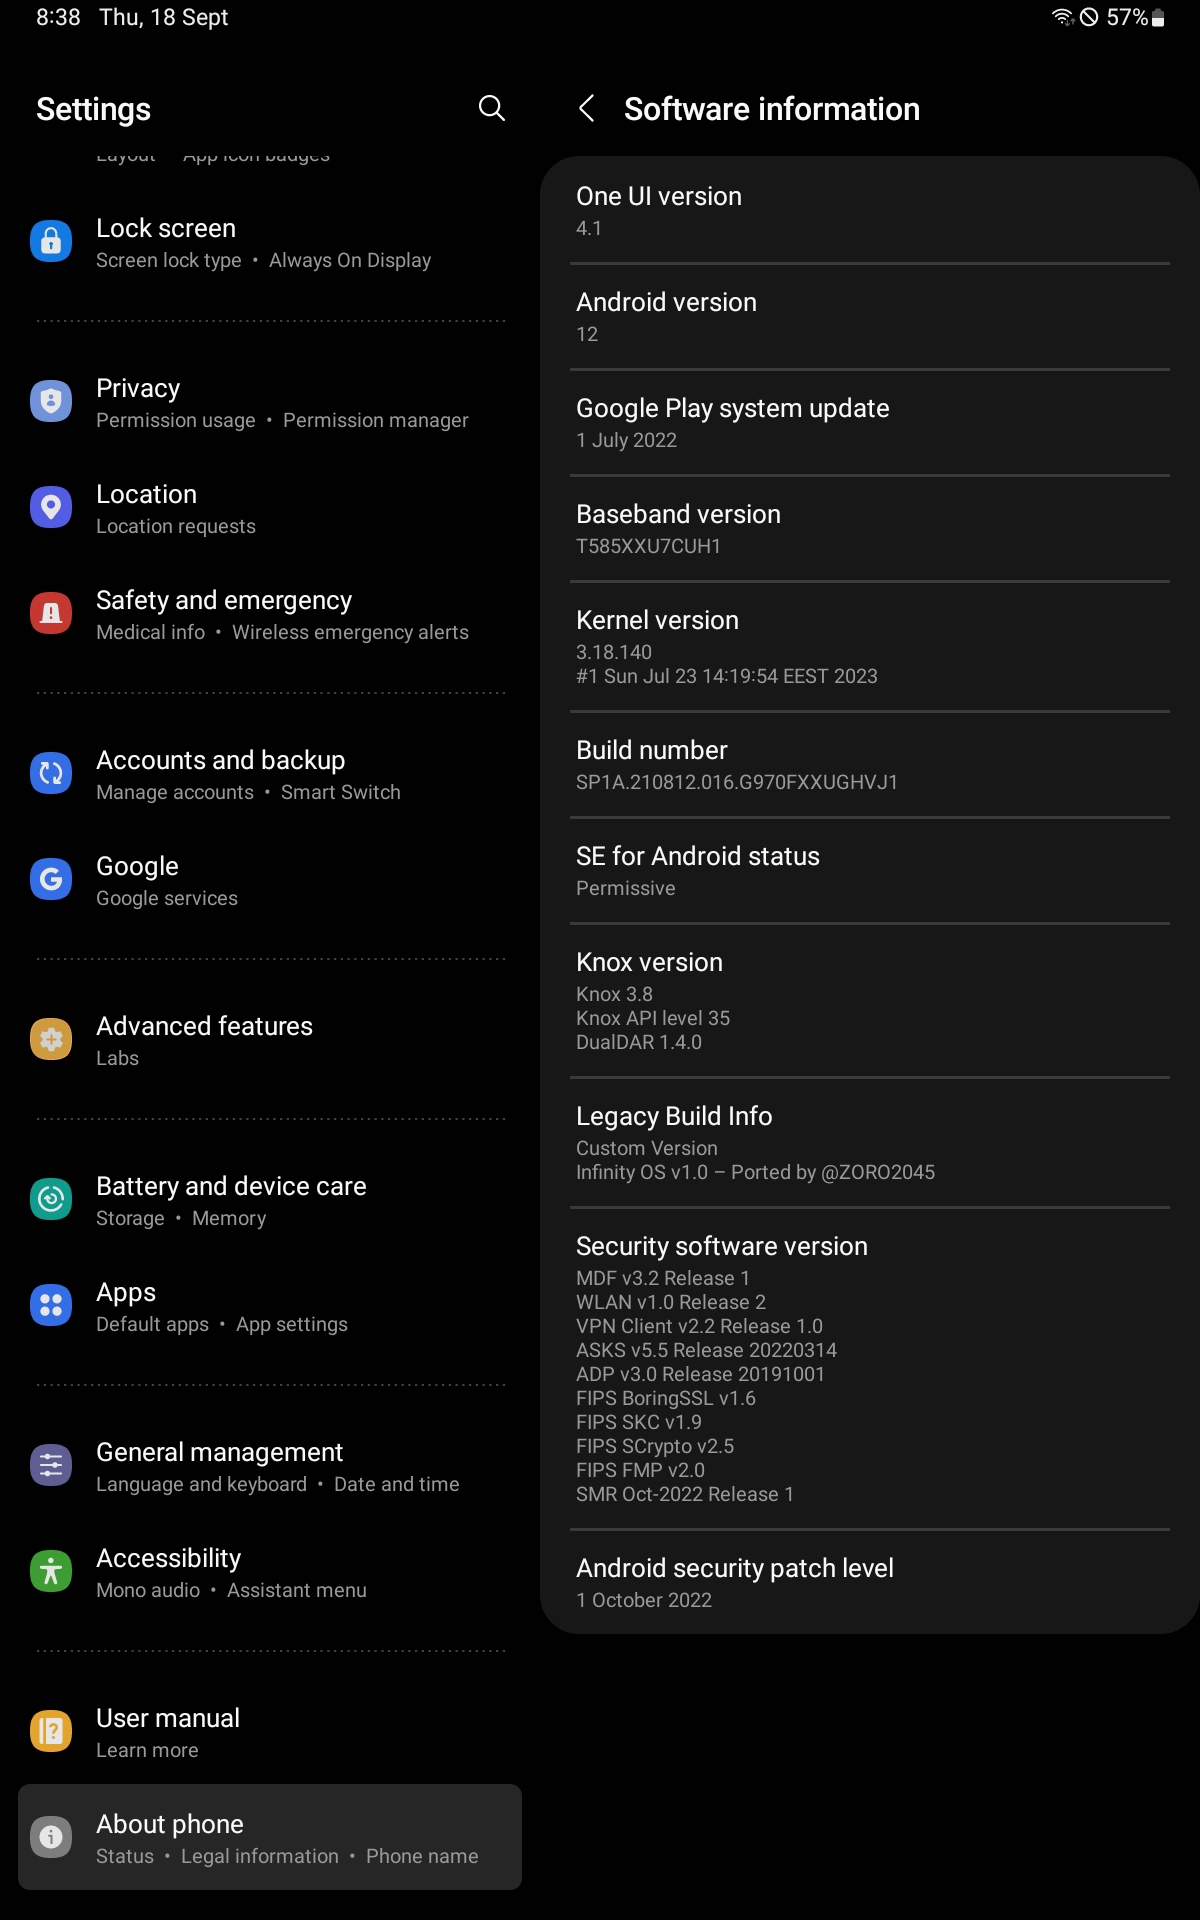 8:38 Thu, 18 Sept
57%
Settings
Layout App icon badges
Lock screen
Screen lock type • Always On Display
Privacy
Permission usage • Permission manager
Location
Location requests
Safety and emergency
Medical info • Wireless emergency alerts
Accounts and backup
Manage accounts • Smart Switch
Google
Google services
Advanced features
Labs
Battery and device care
Storage • Memory
Apps
Default apps • App settings
General management
Language and keyboard • Date and time
Accessibility
Mono audio • Assistant menu
User manual
Learn more
About phone
Status • Legal information • Phone name
Software information
One UI version
4.1
Android version
12
Google Play system update
1 July 2022
Baseband version
T585XXU7CUH1
Kernel version
3.18.140
#1 Sun Jul 23 14:19:54 EEST 2023
Build number
SP1A.210812.016.G970FXXUGHVJ1
SE for Android status
Permissive
Knox version
Knox 3.8
Knox API level 35
DualDAR 1.4.0
Legacy Build Info
Custom Version
Infinity OS v1.0 – Ported by @ZORO2045
Security software version
MDF v3.2 Release 1
WLAN v1.0 Release 2
VPN Client v2.2 Release 1.0
ASKS v5.5 Release 20220314
ADP v3.0 Release 20191001
FIPS BoringSSL v1.6
FIPS SKC v1.9
FIPS SCrypto v2.5
FIPS FMP v2.0
SMR Oct-2022 Release 1
Android security patch level
1 October 2022